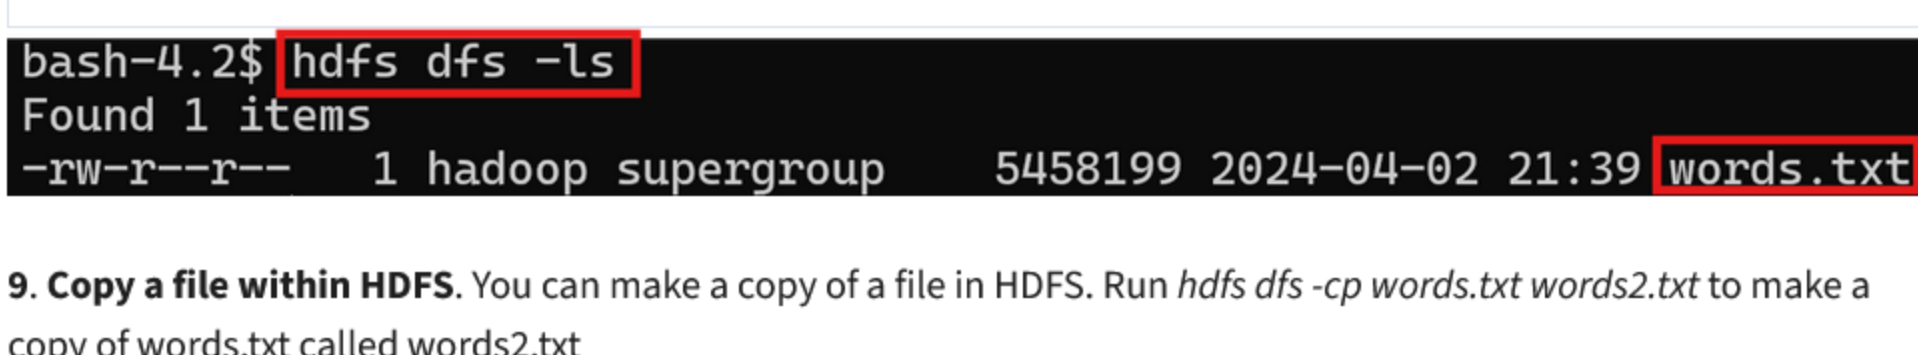 bash-4.2$ hdfs dfs -ls
Found 1 items
-rw-r--r--   1 hadoop supergroup    5458199 2024-04-02 21:39 words.txt
9. Copy a file within HDFS. You can make a copy of a file in HDFS. Run hdfs dfs -cp words.txt words2.txt to make a
copy of words.txt called words2.txt